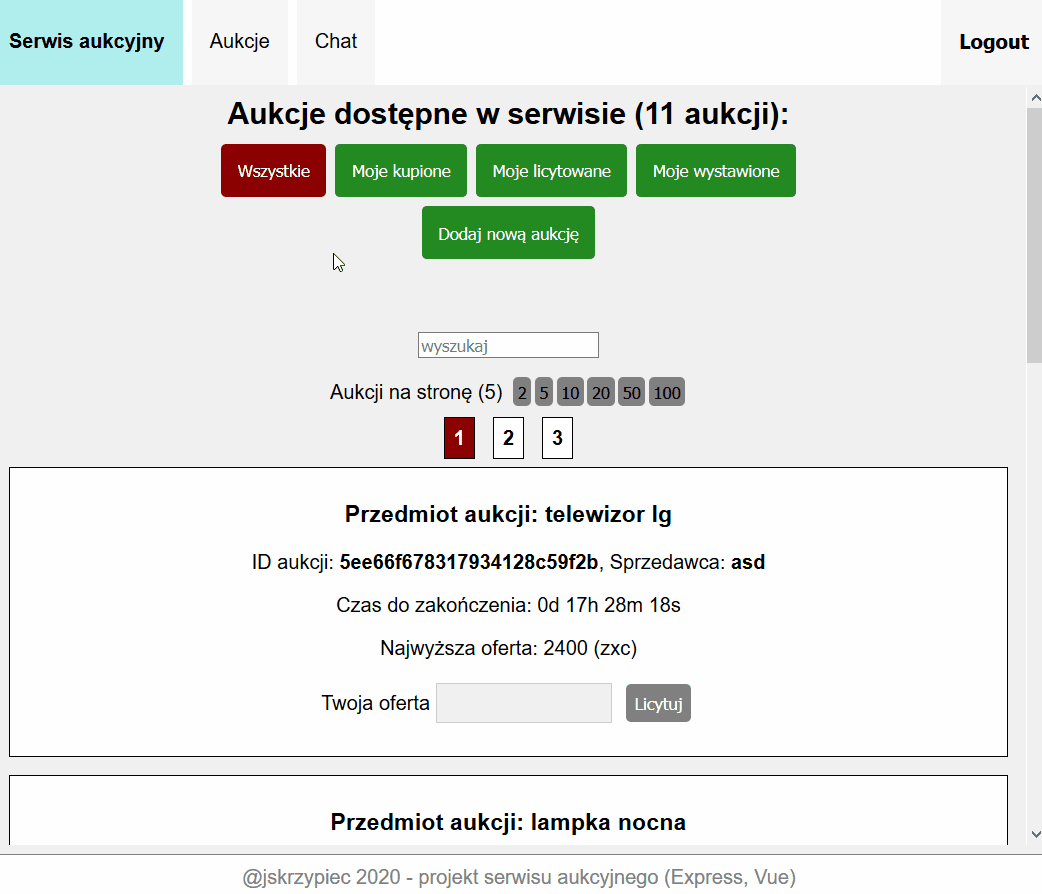 Serwis aukcyjny Aukcje Chat Logout
Aukcje dostępne w serwisie (11 aukcji):
Wszystkie Moje kupione Moje licytowane Moje wystawione
Dodaj nową aukcję
wyszukaj
Aukcji na stronę (5) 2 5 10 20 50 100
1 2 3
Przedmiot aukcji: telewizor lg
ID aukcji: 5ee66f678317934128c59f2b, Sprzedawca: asd
Czas do zakończenia: 0d 17h 28m 18s
Najwyższa oferta: 2400 (zxc)
Twoja oferta Licytuj
Przedmiot aukcji: lampka nocna
@jskrzypiec 2020 - projekt serwisu aukcyjnego (Express, Vue)